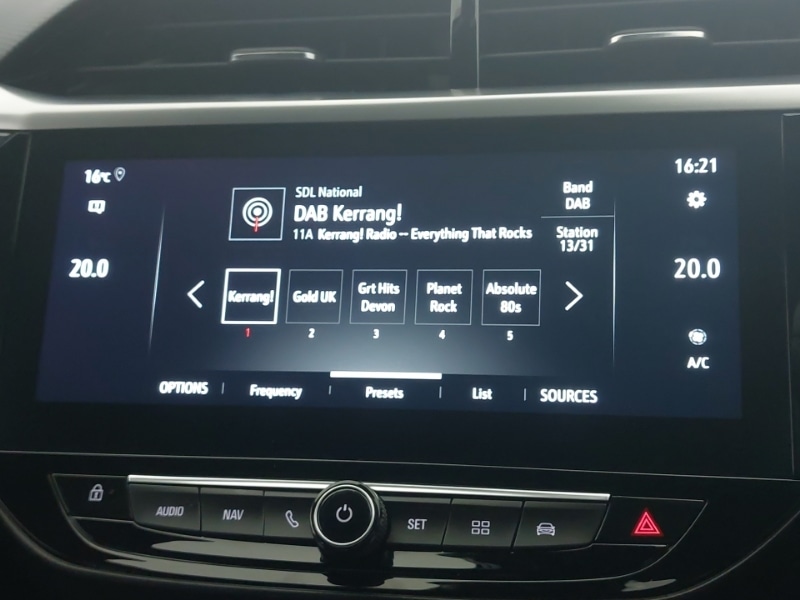 16°C
16:21
SDL National
DAB Kerrang!
11A Kerrang! Radio -- Everything That Rocks
Band
DAB
Station
13/31
20.0
20.0
Kerrang!
Gold UK
Grt Hits
Devon
Planet
Rock
Absolute
80s
1
2
3
4
5
A/C
OPTIONS
Frequency
Presets
List
SOURCES
AUDIO
NAV
SET